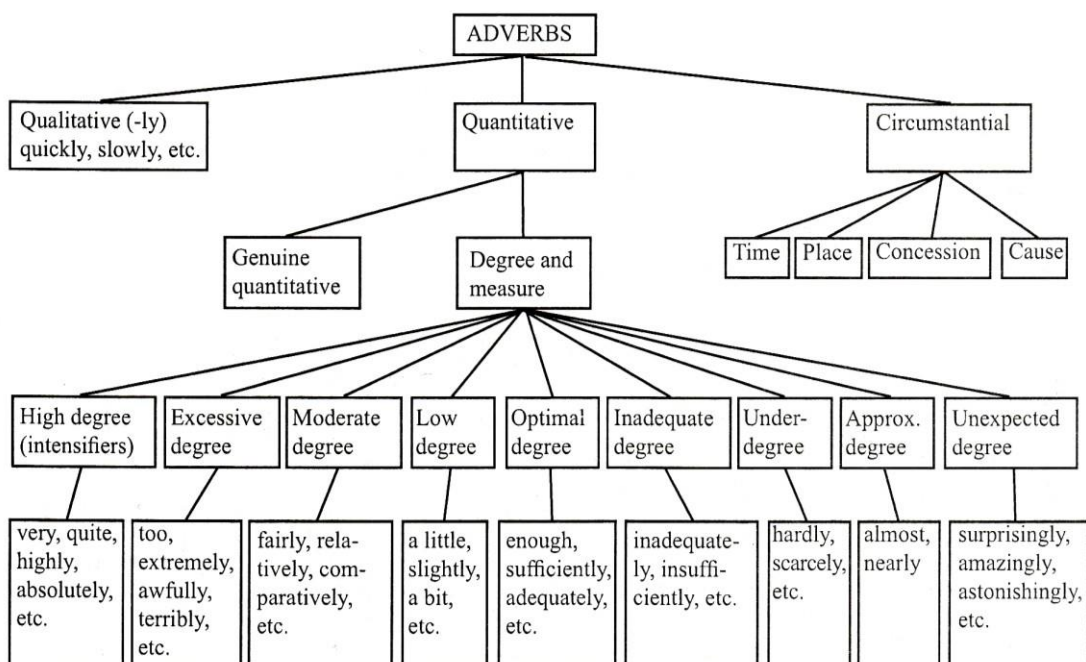 ADVERBS
Qualitative (-ly)
quickly, slowly, etc.
Quantitative
Circumstantial
Genuine
quantitative
Degree and
measure
Time
Place
Concession
Cause
High degree
(intensifiers)
Excessive
degree
Moderate
degree
Low
degree
Optimal
degree
Inadequate
degree
Under-
degree
Approx.
degree
Unexpected
degree
very, quite,
highly,
absolutely,
etc.
too,
extremely,
awfully,
terribly,
etc.
fairly, rela-
tively, com-
paratively,
etc.
a little,
slightly,
a bit,
etc.
enough,
sufficiently,
adequately,
etc.
inadequate-
ly, insuffi-
ciently, etc.
hardly,
scarcely,
etc.
almost,
nearly
surprisingly,
amazingly,
astonishingly,
etc.